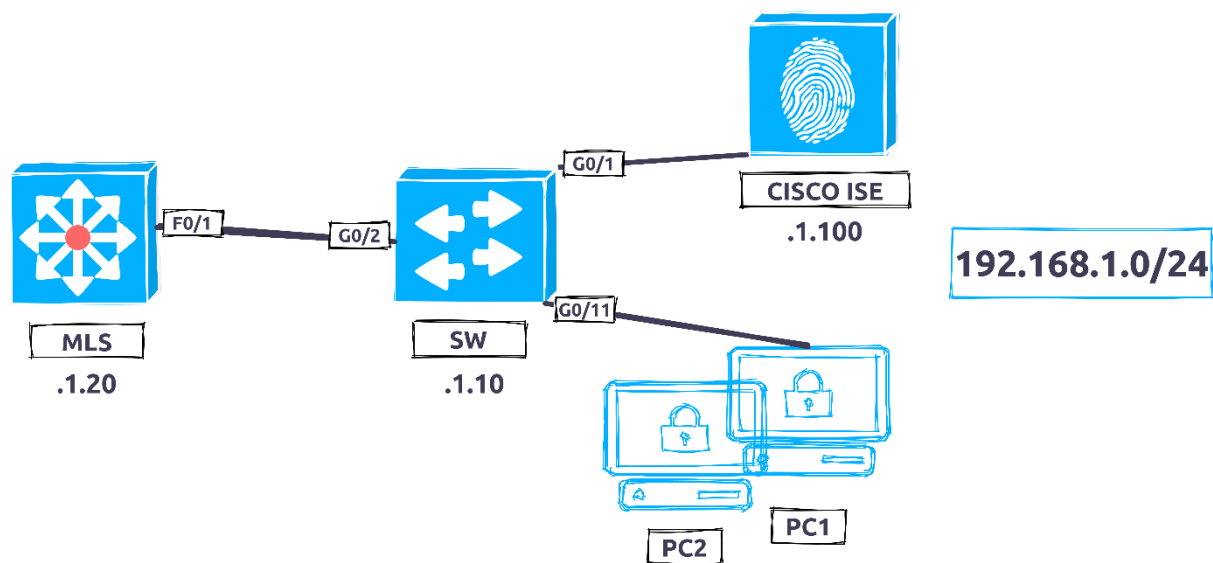 G0/1
CISCO ISE
.1.100
F0/1
G0/2
192.168.1.0/24
G0/11
MLS
.1.20
SW
.1.10
PC1
PC2